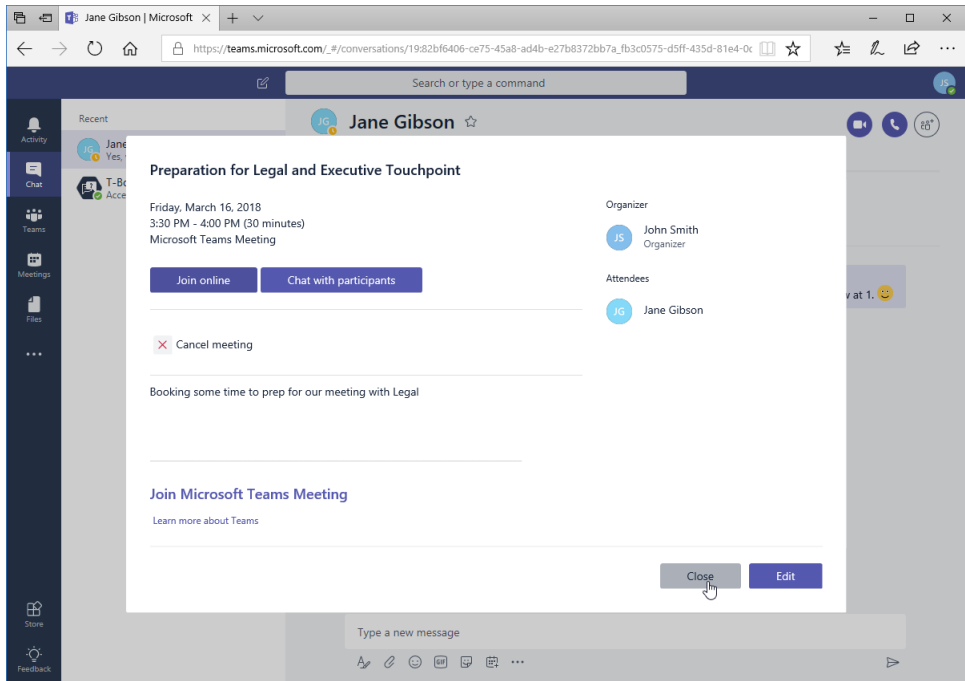 Jane Gibson | Microsoft
https://teams.microsoft.com/_#/conversations/19:82bf6406-ce75-45a8-ad4b-e27b8372bb7a_fb3c0575-d5ff-435d-81e4-0c
Search or type a command
JS
Activity
Chat
Teams
Meetings
Files
Store
Feedback
Recent
JG
Jane
Yes,
T-Bo
Acce
JG
Jane Gibson
at 1.
Preparation for Legal and Executive Touchpoint
Friday, March 16, 2018
3:30 PM - 4:00 PM (30 minutes)
Microsoft Teams Meeting
Join online
Chat with participants
Cancel meeting
Booking some time to prep for our meeting with Legal
Join Microsoft Teams Meeting
Learn more about Teams
Organizer
JS
John Smith
Organizer
Attendees
JG
Jane Gibson
Close
Edit
Type a new message
GIF